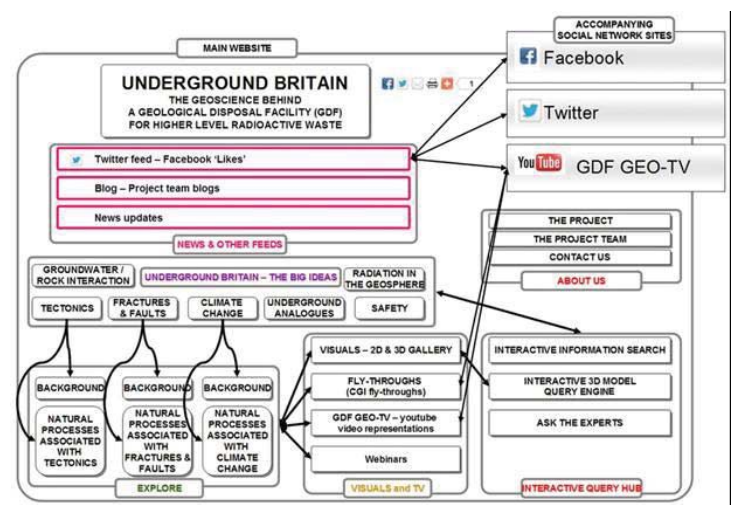 MAIN WEBSITE
ACCOMPANYING
SOCIAL NETWORK SITES
Facebook
Twitter
YouTube GDF GEO-TV
UNDERGROUND BRITAIN
THE GEOSCIENCE BEHIND
A GEOLOGICAL DISPOSAL FACILITY (GDF)
FOR HIGHER LEVEL RADIOACTIVE WASTE
1
Twitter feed – Facebook ‘Likes’
Blog – Project team blogs
News updates
NEWS & OTHER FEEDS
THE PROJECT
THE PROJECT TEAM
CONTACT US
ABOUT US
GROUNDWATER /
ROCK INTERACTION
UNDERGROUND BRITAIN – THE BIG IDEAS
RADIATION IN
THE GEOSPHERE
TECTONICS
FRACTURES
& FAULTS
CLIMATE
CHANGE
UNDERGROUND
ANALOGUES
SAFETY
BACKGROUND
BACKGROUND
BACKGROUND
NATURAL
PROCESSES
ASSOCIATED
WITH
TECTONICS
NATURAL
PROCESSES
ASSOCIATED
WITH
FRACTURES &
FAULTS
NATURAL
PROCESSES
ASSOCIATED
WITH
CLIMATE
CHANGE
EXPLORE
VISUALS – 2D & 3D GALLERY
FLY-THROUGHS
(CGI fly-throughs)
GDF GEO-TV – youtube
video representations
Webinars
VISUALS and TV
INTERACTIVE INFORMATION SEARCH
INTERACTIVE 3D MODEL
QUERY ENGINE
ASK THE EXPERTS
INTERACTIVE QUERY HUB